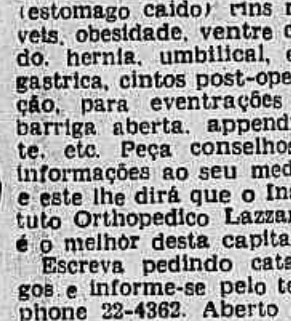 (estomago caido) rins
veis, obesidade, ventre
do, hernia, umbilical,
gastrica, cintos post-ope
ção, para eventrações
barriga aberta, append
te, etc. Peça conselhos
informações ao seu med
e este lhe dirá que o Ins
tuto Orthopedico Lazzar
é o melhor desta capita
Escreva pedindo cata
gos e informe-se pelo te
phone 22-4362. Aberto